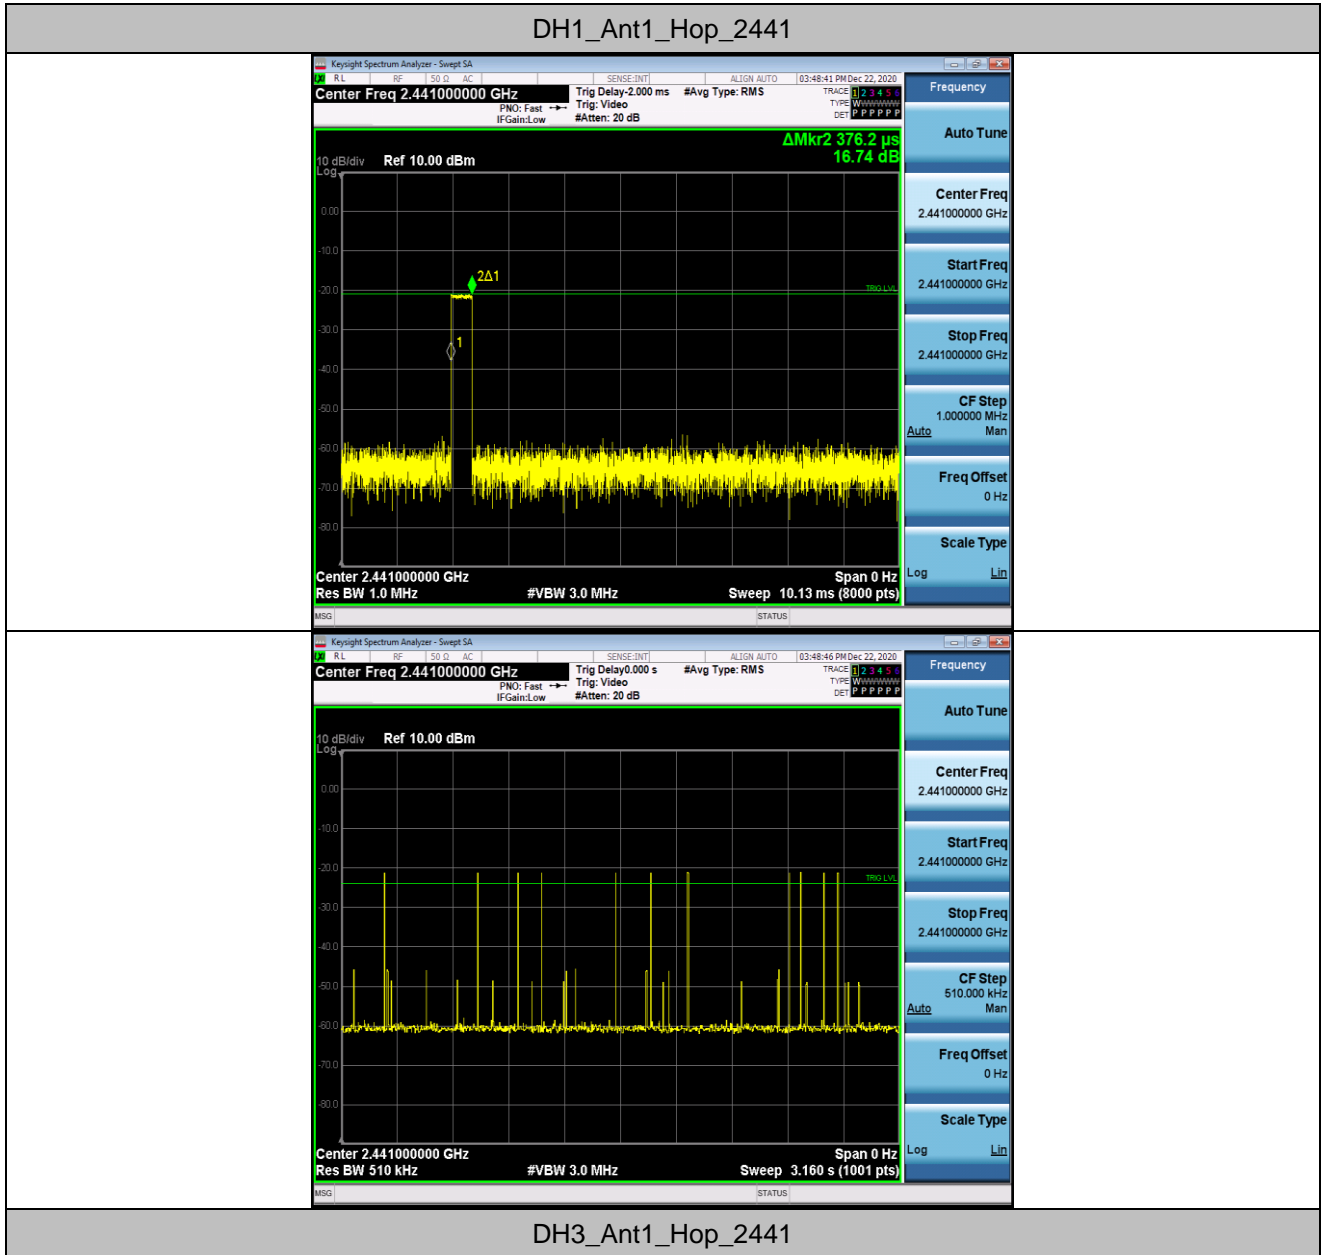 DH1_Ant1_Hop_2441
Keysight Spectrum Analyzer - Swept SA
RL RF 50 Ω AC SENSE:INT ALIGN AUTO 03:48:41 PM Dec 22, 2020
Center Freq 2.441000000 GHz
PNO: Fast
IFGain:Low
Trig Delay-2.000 ms
Trig: Video
#Atten: 20 dB
#Avg Type: RMS
TRACE 1 2 3 4 5 6
TYPE W
DET P P P P P P
Frequency
ΔMkr2 376.2 µs
16.74 dB
10 dB/div
Log
Ref 10.00 dBm
0.00
-10.0
-20.0
-30.0
-40.0
-50.0
-60.0
-70.0
-80.0
2Δ1
1
TRIG LVL
Center 2.441000000 GHz
Span 0 Hz
Res BW 1.0 MHz
#VBW 3.0 MHz
Sweep 10.13 ms (8000 pts)
Auto Tune
Center Freq
2.441000000 GHz
Start Freq
2.441000000 GHz
Stop Freq
2.441000000 GHz
CF Step
1.000000 MHz
Auto Man
Freq Offset
0 Hz
Scale Type
Log Lin
MSG STATUS
Keysight Spectrum Analyzer - Swept SA
RL RF 50 Ω AC SENSE:INT ALIGN AUTO 03:48:46 PM Dec 22, 2020
Center Freq 2.441000000 GHz
PNO: Fast
IFGain:Low
Trig Delay0.000 s
Trig: Video
#Atten: 20 dB
#Avg Type: RMS
TRACE 1 2 3 4 5 6
TYPE W
DET P P P P P P
Frequency
10 dB/div
Log
Ref 10.00 dBm
0.00
-10.0
-20.0
-30.0
-40.0
-50.0
-60.0
-70.0
-80.0
TRIG LVL
Center 2.441000000 GHz
Span 0 Hz
Res BW 510 kHz
#VBW 3.0 MHz
Sweep 3.160 s (1001 pts)
Auto Tune
Center Freq
2.441000000 GHz
Start Freq
2.441000000 GHz
Stop Freq
2.441000000 GHz
CF Step
510.000 kHz
Auto Man
Freq Offset
0 Hz
Scale Type
Log Lin
MSG STATUS
DH3_Ant1_Hop_2441